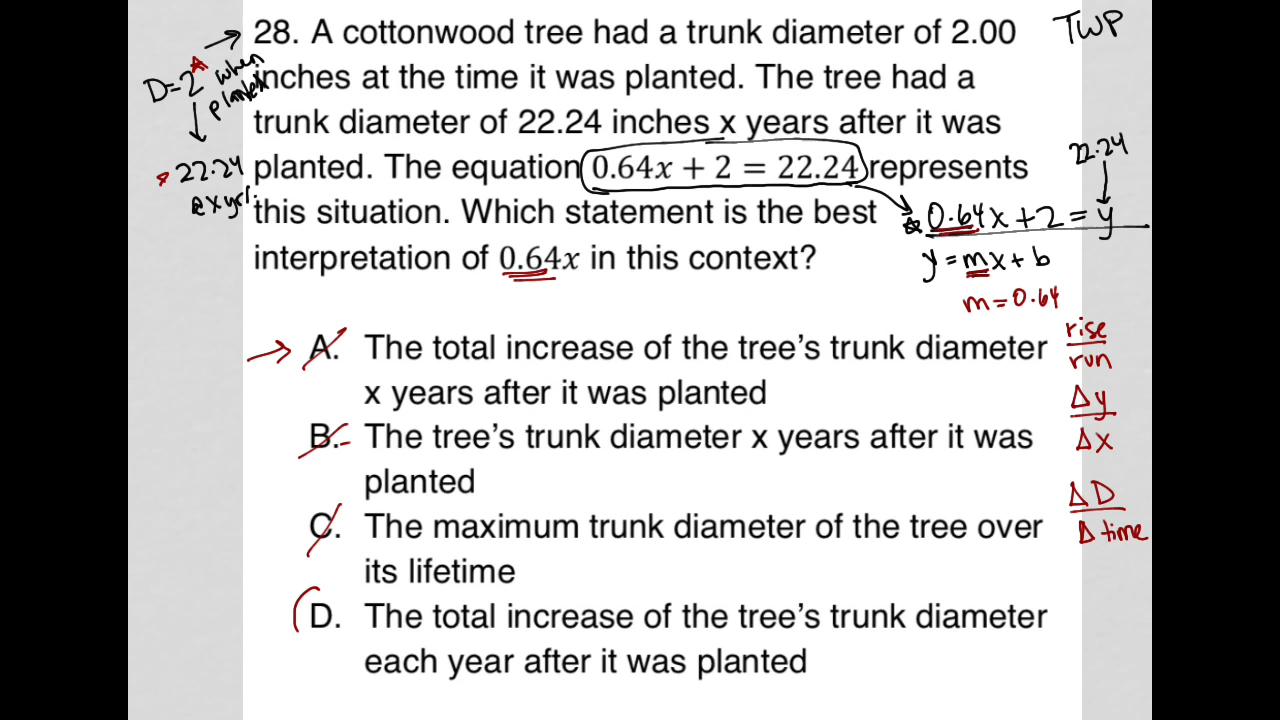 28. A cottonwood tree had a trunk diameter of 2.00
inches at the time it was planted. The tree had a
trunk diameter of 22.24 inches x years after it was
planted. The equation 0.64x + 2 = 22.24 represents
this situation. Which statement is the best
interpretation of 0.64x in this context?
A. The total increase of the tree's trunk diameter
x years after it was planted
B. The tree's trunk diameter x years after it was
planted
C. The maximum trunk diameter of the tree over
its lifetime
D. The total increase of the tree's trunk diameter
each year after it was planted
D=2 when
planted
22.24
@ x yr
TWP
22.24
0.64x + 2 = y
y = mx + b
m = 0.64
rise
run
Δy
Δx
ΔD
Δ time